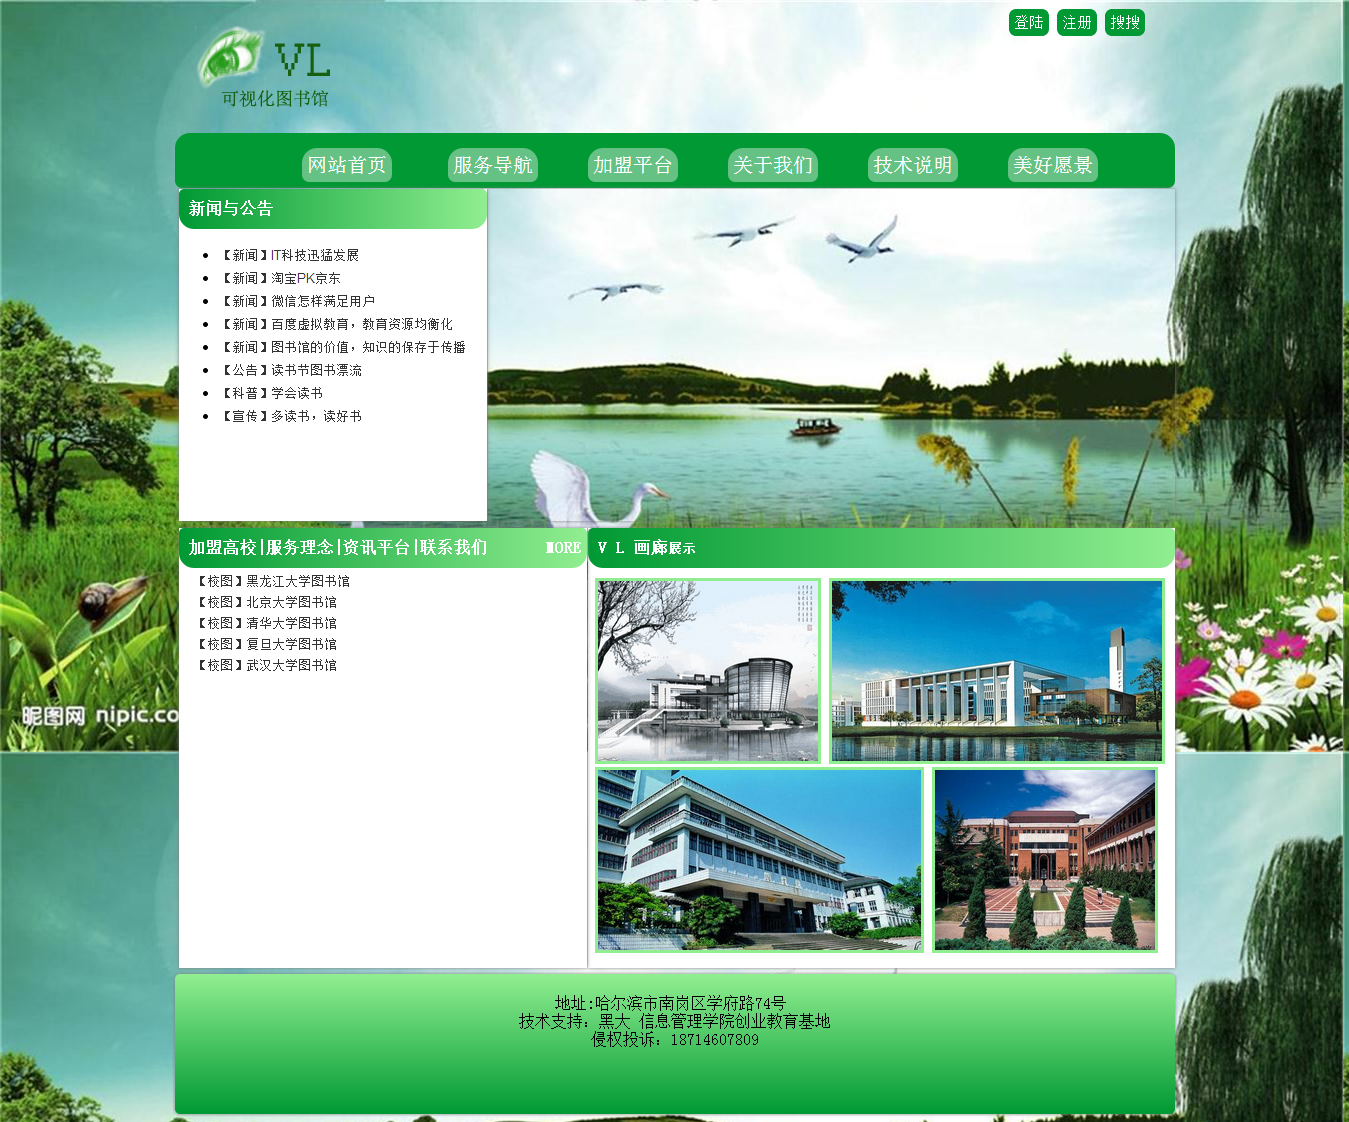 登陆 注册 搜搜
VL
可视化图书馆
网站首页 服务导航 加盟平台 关于我们 技术说明 美好愿景
新闻与公告
【新闻】IT科技迅猛发展
【新闻】淘宝PK京东
【新闻】微信怎样满足用户
【新闻】百度虚拟教育，教育资源均衡化
【新闻】图书馆的价值，知识的保存于传播
【公告】读书节图书漂流
【科普】学会读书
【宣传】多读书，读好书
加盟高校|服务理念|资讯平台|联系我们 MORE
【校图】黑龙江大学图书馆
【校图】北京大学图书馆
【校图】清华大学图书馆
【校图】复旦大学图书馆
【校图】武汉大学图书馆
V L 画廊展示
昵图网 nipic.co
地址:哈尔滨市南岗区学府路74号
技术支持：黑大 信息管理学院创业教育基地
侵权投诉：18714607809